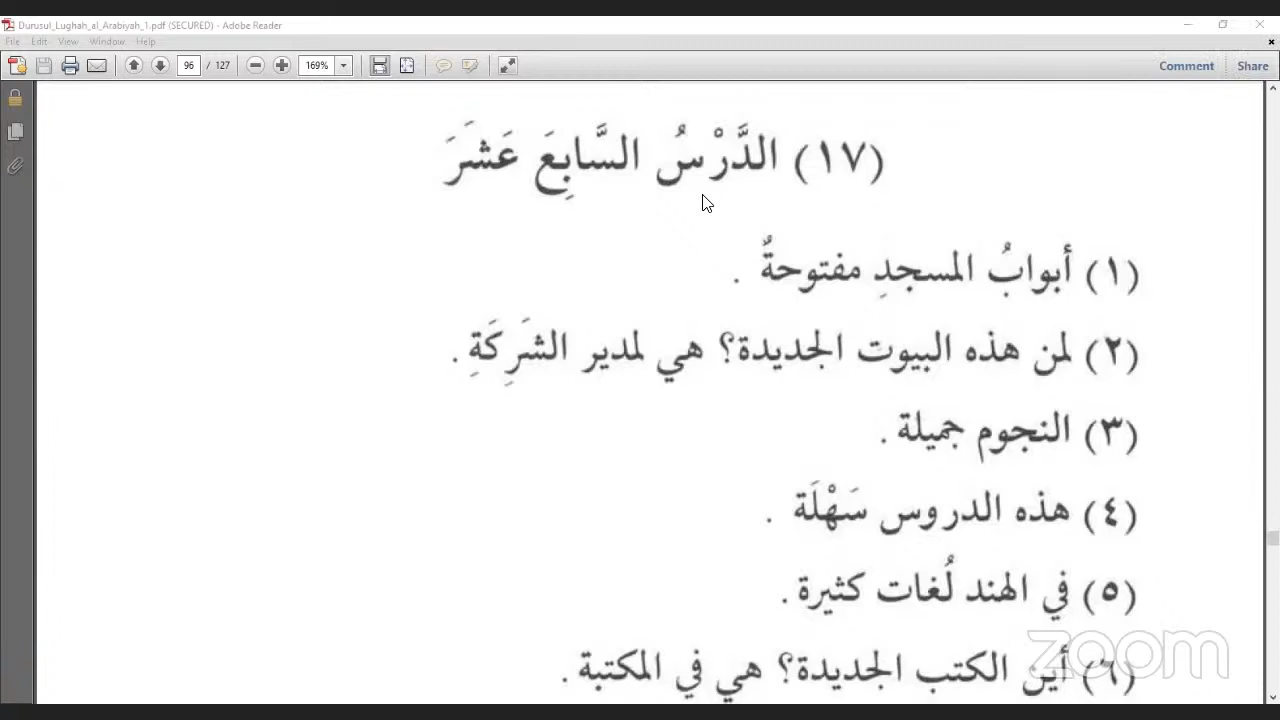 Durusul_Lughah_al_Arabiyah_1.pdf (SECURED) - Adobe Reader
File Edit View Window Help
96 / 127 169% Comment Share
(١٧) الدَّرْسُ السَّابِعَ عَشَرَ
(١) أبوابُ المسجدِ مفتوحةٌ .
(٢) لمن هذه البيوت الجديدة؟ هي لمدير الشَرِكَةِ .
(٣) النجوم جميلة .
(٤) هذه الدروس سَهْلَة .
(٥) في الهند لُغات كثيرة .
(٦) أين الكتب الجديدة؟ هي في المكتبة .
zoom